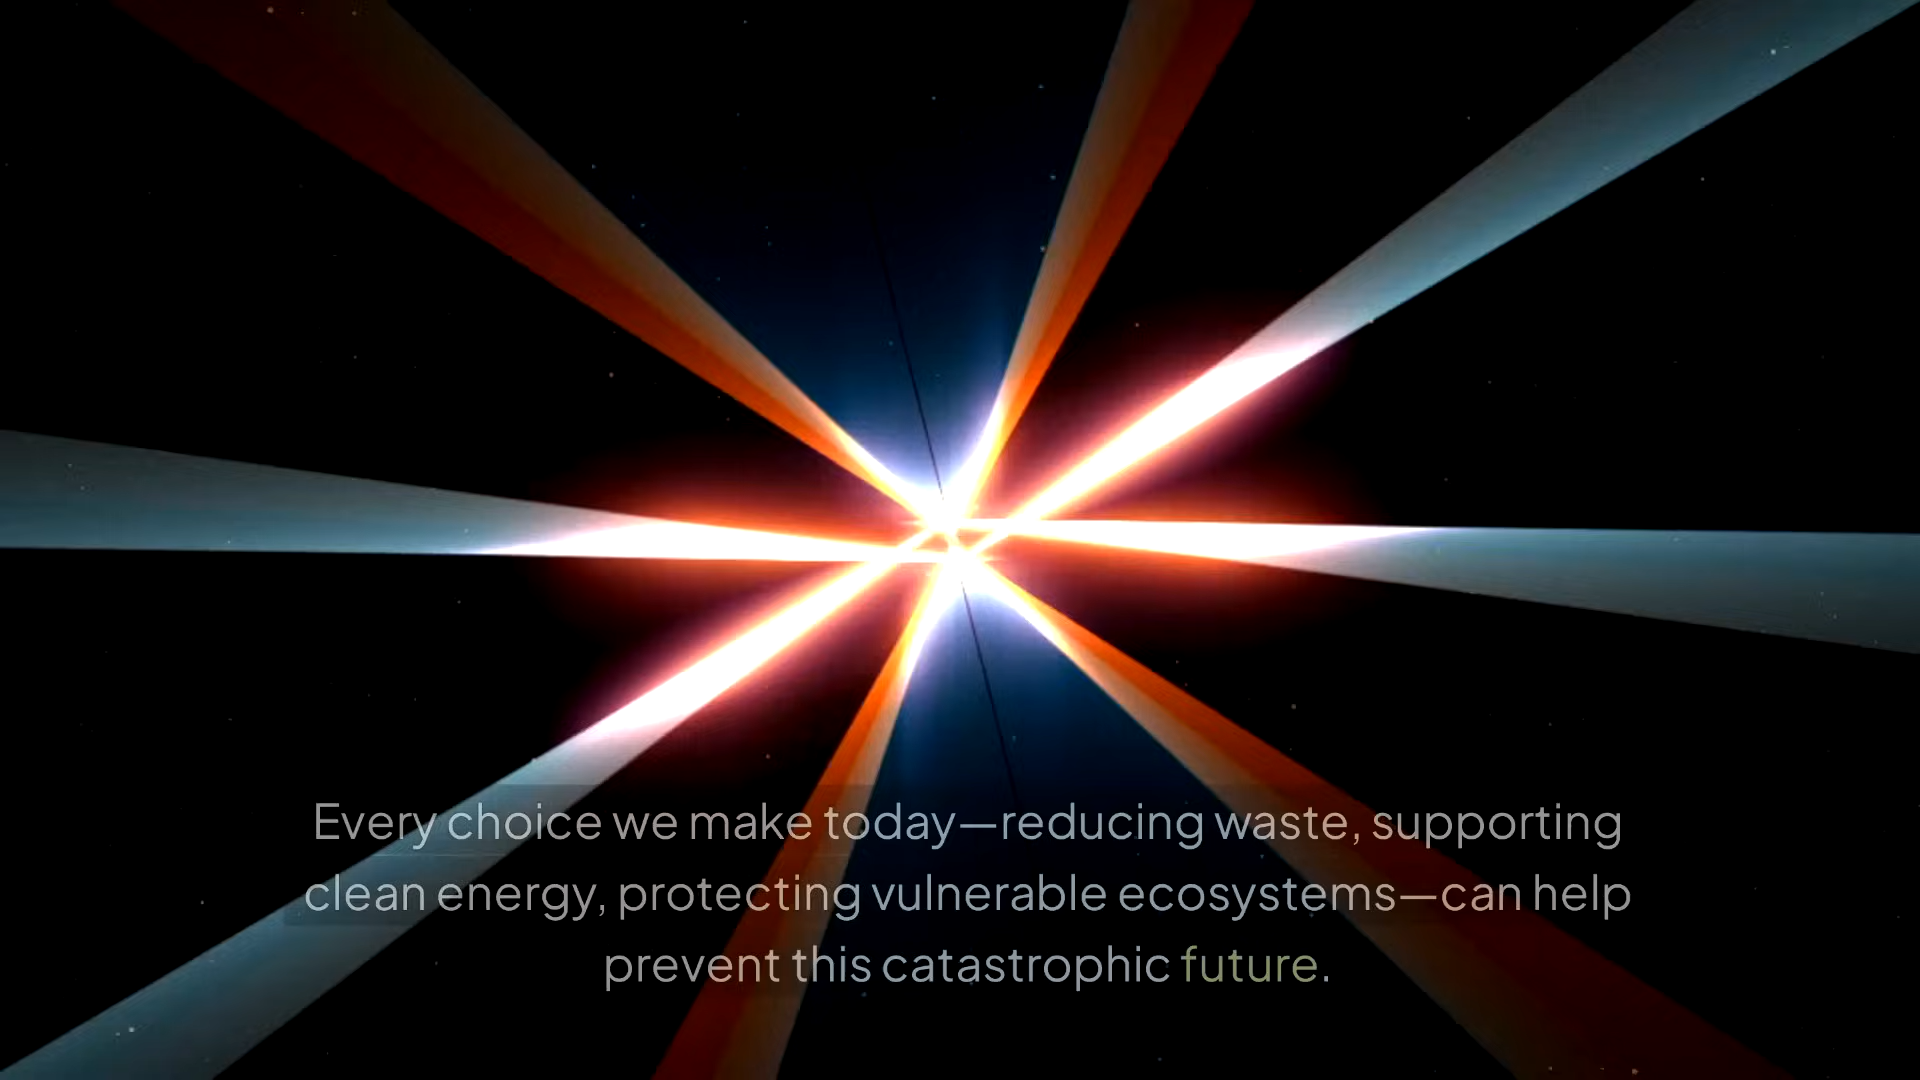 Every choice we make today—reducing waste, supporting
clean energy, protecting vulnerable ecosystems—can help
prevent this catastrophic future.